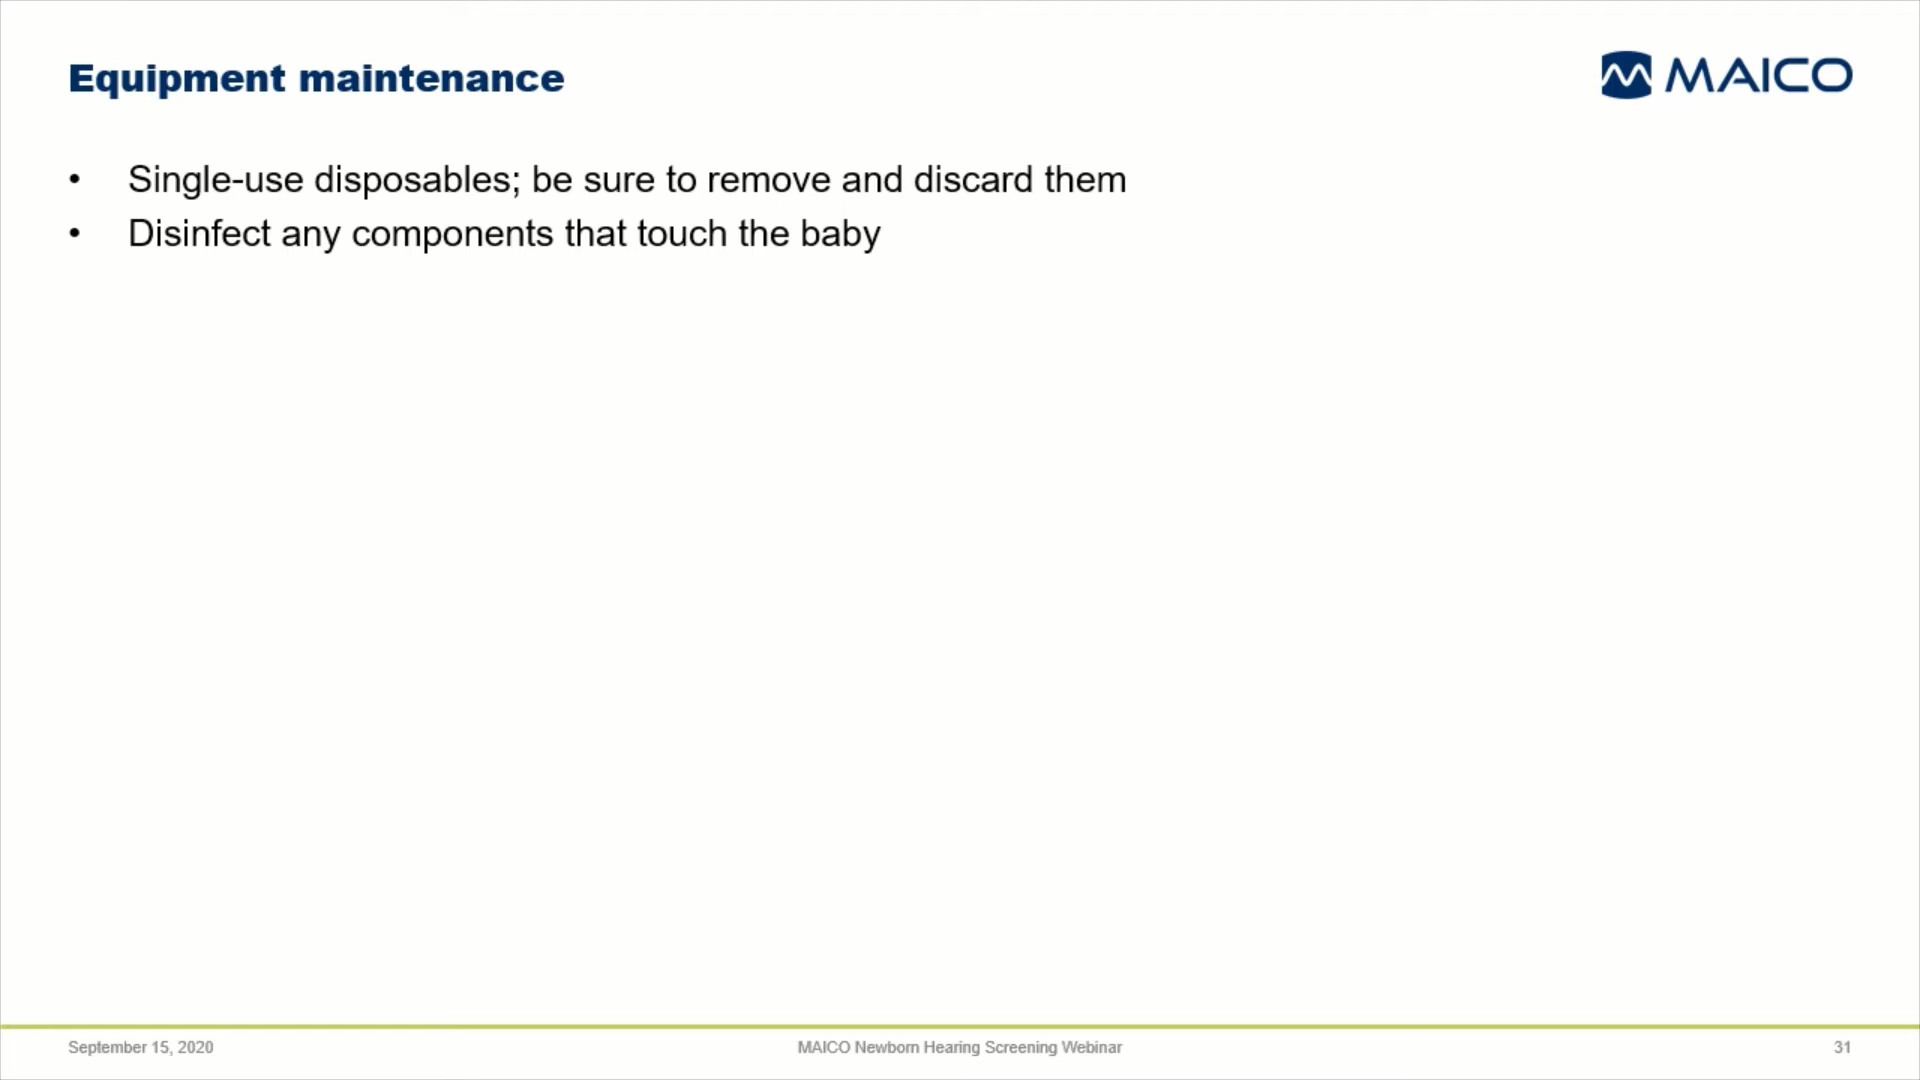 Equipment maintenance
MAICO
• Single-use disposables; be sure to remove and discard them
• Disinfect any components that touch the baby
September 15, 2020
MAICO Newborn Hearing Screening Webinar
31